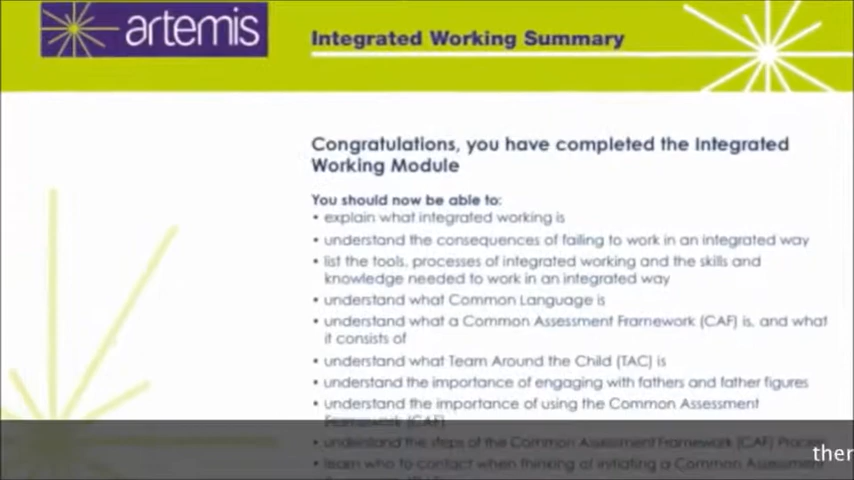 artemis
Integrated Working Summary
Congratulations, you have completed the Integrated
Working Module
You should now be able to:
• explain what integrated working is
• understand the consequences of failing to work in an integrated way
• list the tools, processes of integrated working and the skills and
knowledge needed to work in an integrated way
• understand what Common Language is
• understand what a Common Assessment Framework (CAF) is, and what
it consists of
• understand what Team Around the Child (TAC) is
• understand the importance of engaging with fathers and father figures
• understand the importance of using the Common Assessment
Framework (CAF)
• understand the steps of the Common Assessment Framework (CAF) Process
ther
• learn who to contact when thinking of initiating a Common Assessment